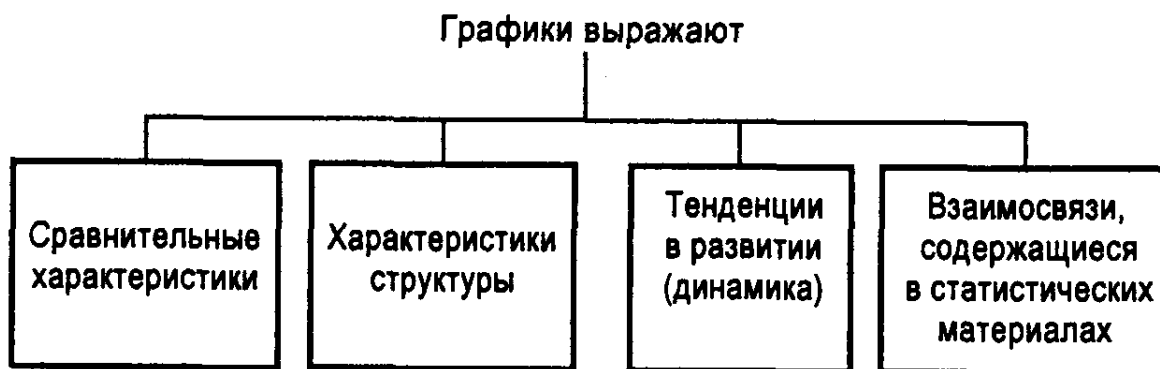 Графики выражают
Сравнительные
характеристики
Характеристики
структуры
Тенденции
в развитии
(динамика)
Взаимосвязи,
содержащиеся
в статистических
материалах